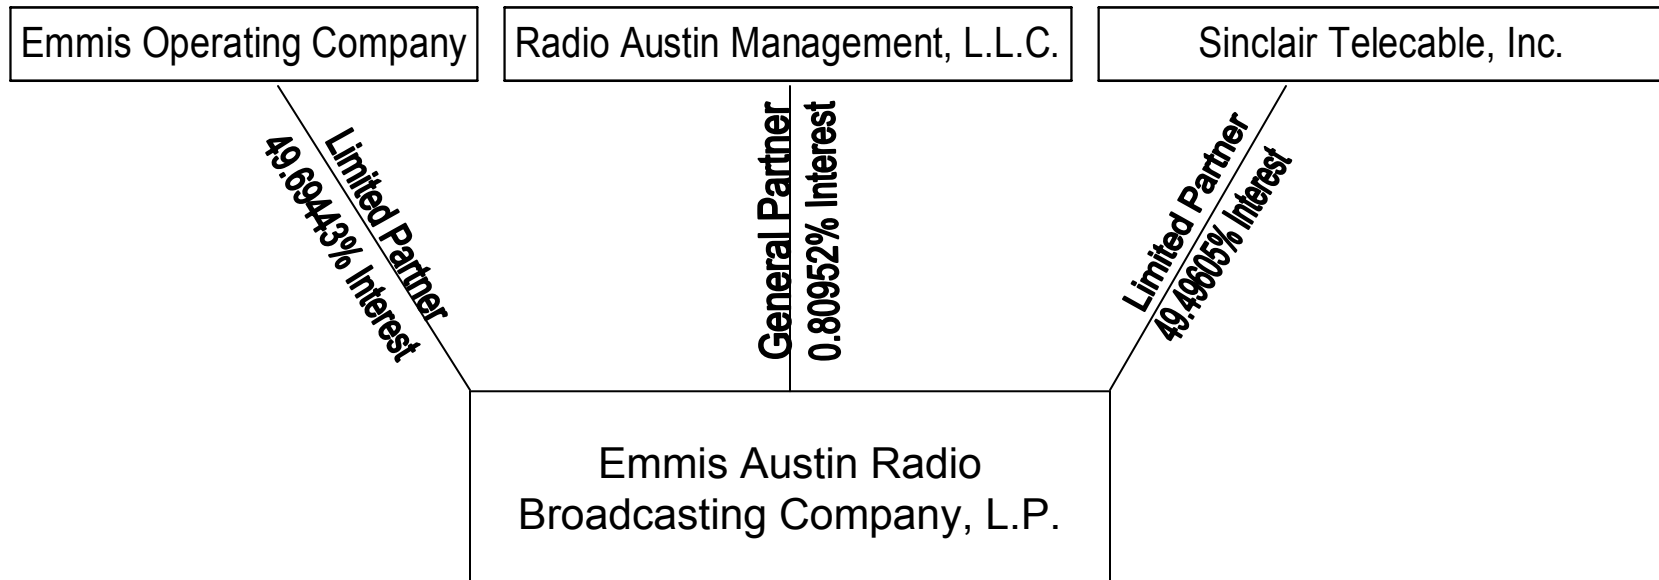 Emmis Operating Company
Radio Austin Management, L.L.C.
Sinclair Telecable, Inc.
Limited Partner
49.69443% Interest
General Partner
0.80952% Interest
Limited Partner
49.49605% Interest
Emmis Austin Radio
Broadcasting Company, L.P.